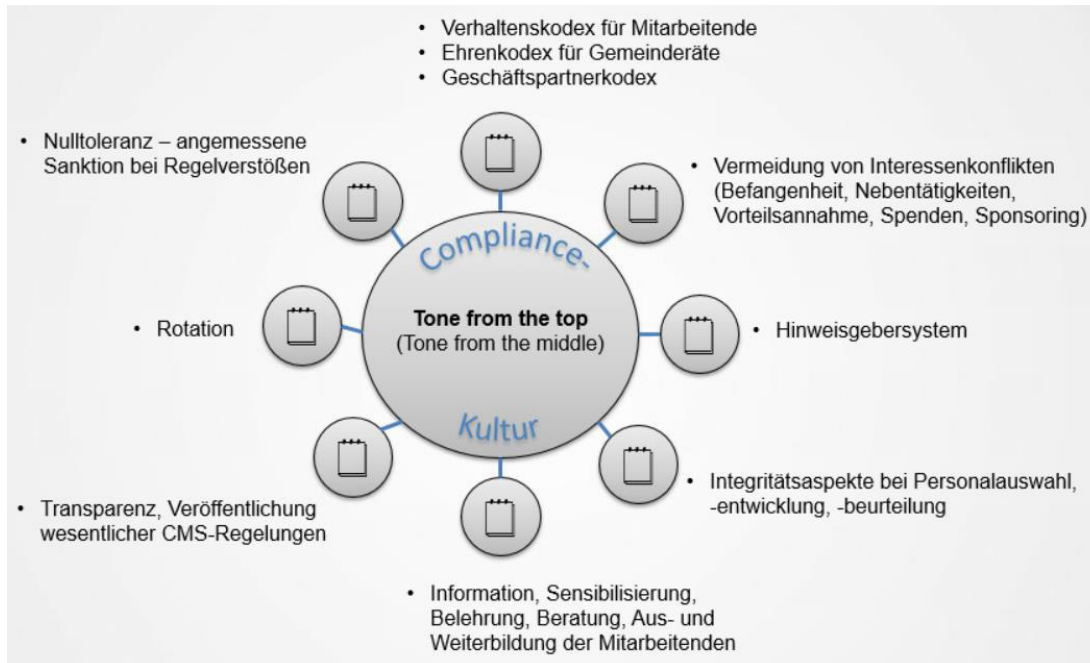 • Verhaltenskodex für Mitarbeitende
• Ehrenkodex für Gemeinderäte
• Geschäftspartnerkodex
• Nulltoleranz – angemessene
Sanktion bei Regelverstößen
• Vermeidung von Interessenkonflikten
(Befangenheit, Nebentätigkeiten,
Vorteilsannahme, Spenden, Sponsoring)
Compliance-
Tone from the top
(Tone from the middle)
Kultur
• Rotation
• Hinweisgebersystem
• Transparenz, Veröffentlichung
wesentlicher CMS-Regelungen
• Integritätsaspekte bei Personalauswahl,
-entwicklung, -beurteilung
• Information, Sensibilisierung,
Belehrung, Beratung, Aus- und
Weiterbildung der Mitarbeitenden